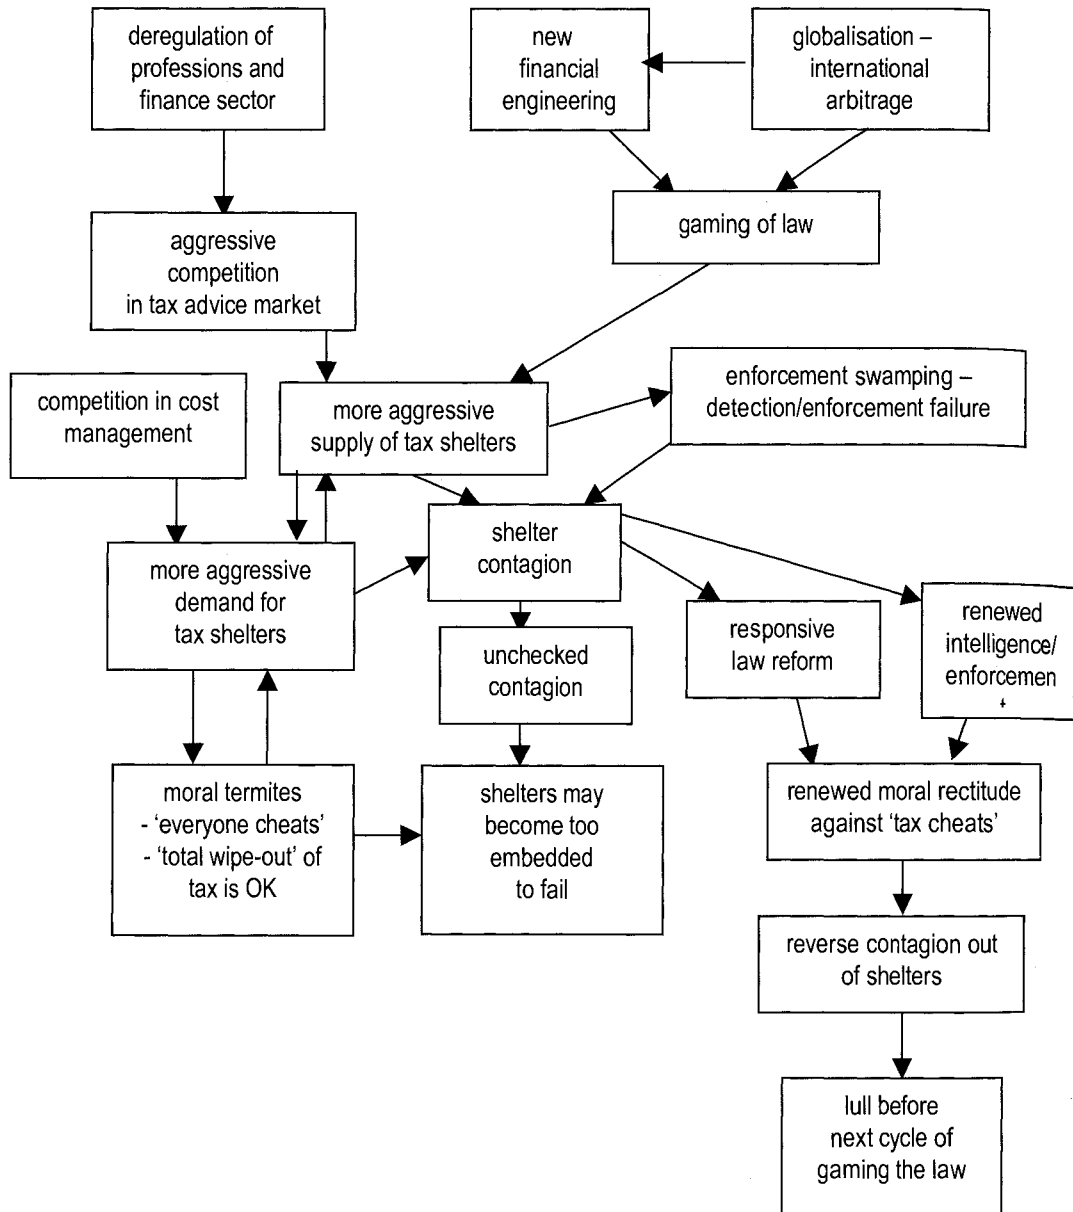 deregulation of
professions and
finance sector
new
financial
engineering
globalisation –
international
arbitrage
gaming of law
aggressive
competition
in tax advice market
competition in cost
management
more aggressive
supply of tax shelters
enforcement swamping –
detection/enforcement failure
more aggressive
demand for
tax shelters
shelter
contagion
unchecked
contagion
responsive
law reform
renewed
intelligence/
enforcemen
moral termites
- ‘everyone cheats’
- ‘total wipe-out’ of
tax is OK
shelters may
become too
embedded
to fail
renewed moral rectitude
against ‘tax cheats’
reverse contagion out
of shelters
lull before
next cycle of
gaming the law